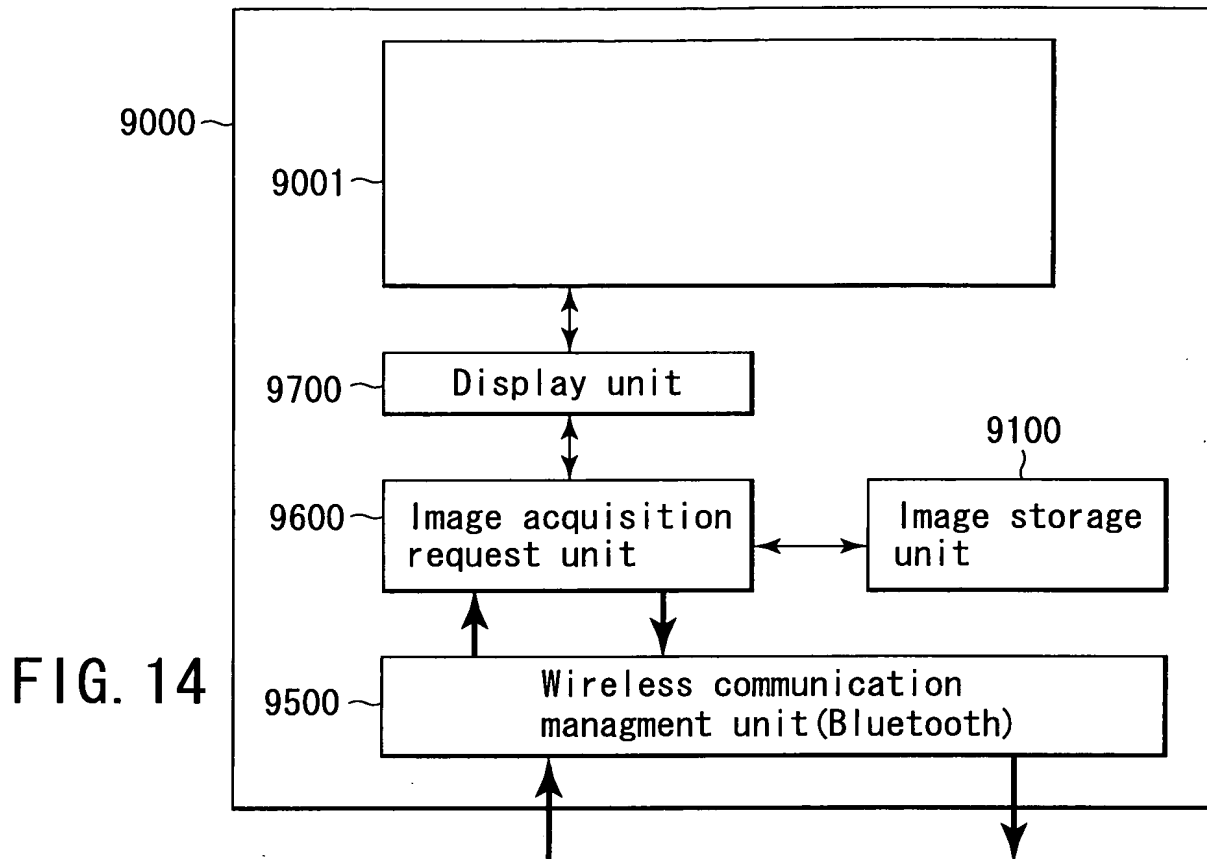 9000
9001
9700
Display unit
9100
9600
Image acquisition
request unit
Image storage
unit
FIG. 14
9500
Wireless communication
managment unit(Bluetooth)